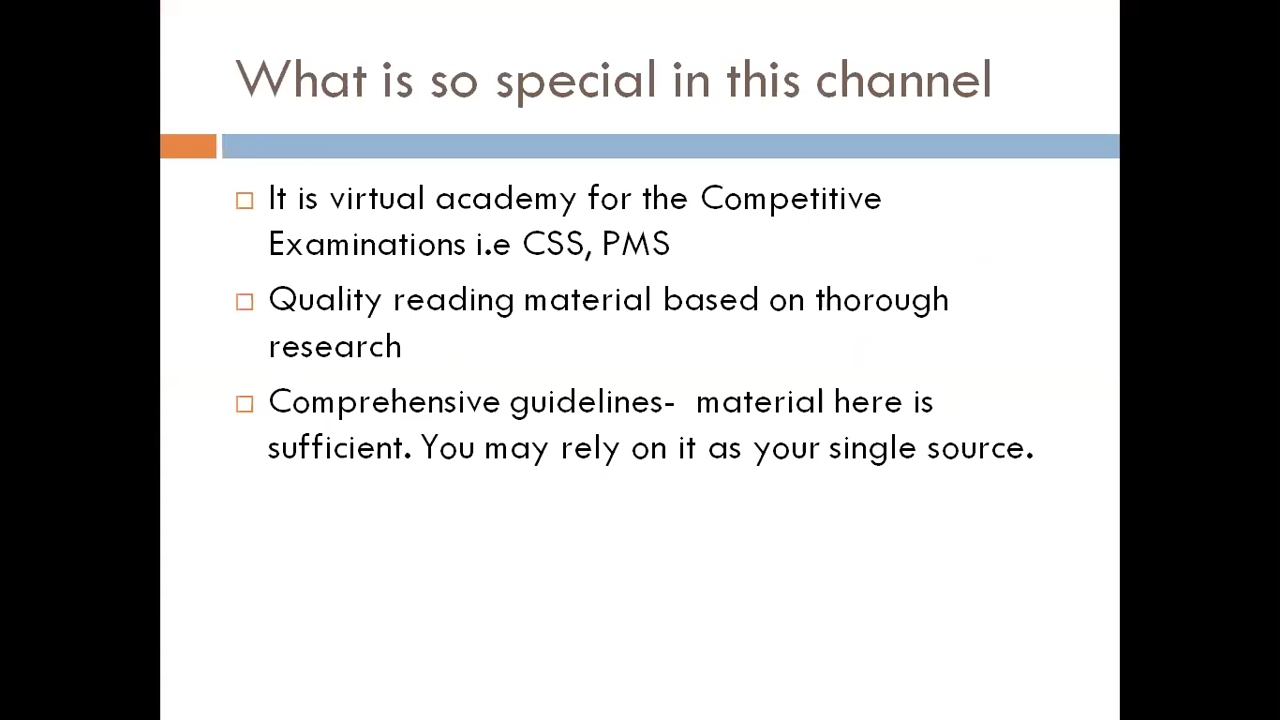 What is so special in this channel
It is virtual academy for the Competitive
Examinations i.e CSS, PMS
Quality reading material based on thorough
research
Comprehensive guidelines-  material here is
sufficient. You may rely on it as your single source.